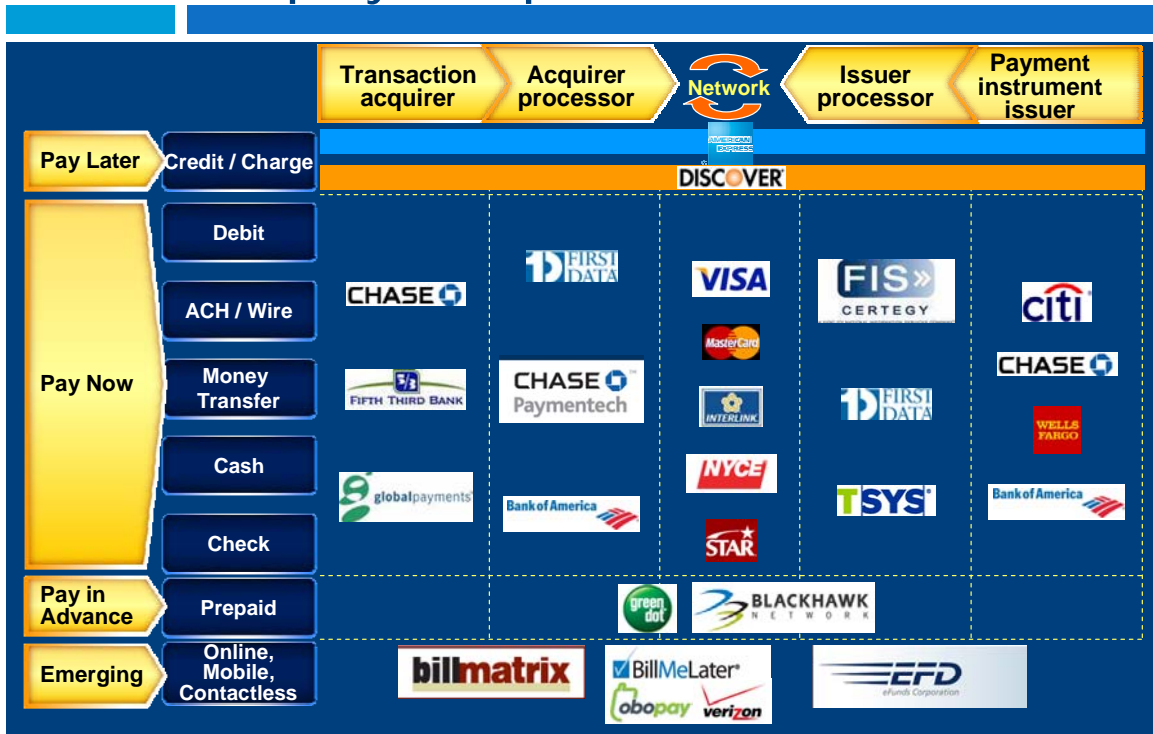 Transaction acquirer
Acquirer processor
Network
Issuer processor
Payment instrument issuer
Pay Later
Credit / Charge
AMERICAN EXPRESS
DISCOVER
Pay Now
Debit
ACH / Wire
Money Transfer
Cash
Check
CHASE
FIFTH THIRD BANK
globalpayments
FIRST DATA
CHASE
Paymentech
Bank of America
VISA
MasterCard
INTERLINK
NYCE
STAR
FIS
CERTEGY
FIRST DATA
TSYS
citi
CHASE
WELLS FARGO
Bank of America
Pay in Advance
Prepaid
green dot
BLACKHAWK
NETWORK
Emerging
Online, Mobile, Contactless
billmatrix
BillMeLater
obopay
verizon
EFD
eFunds Corporation